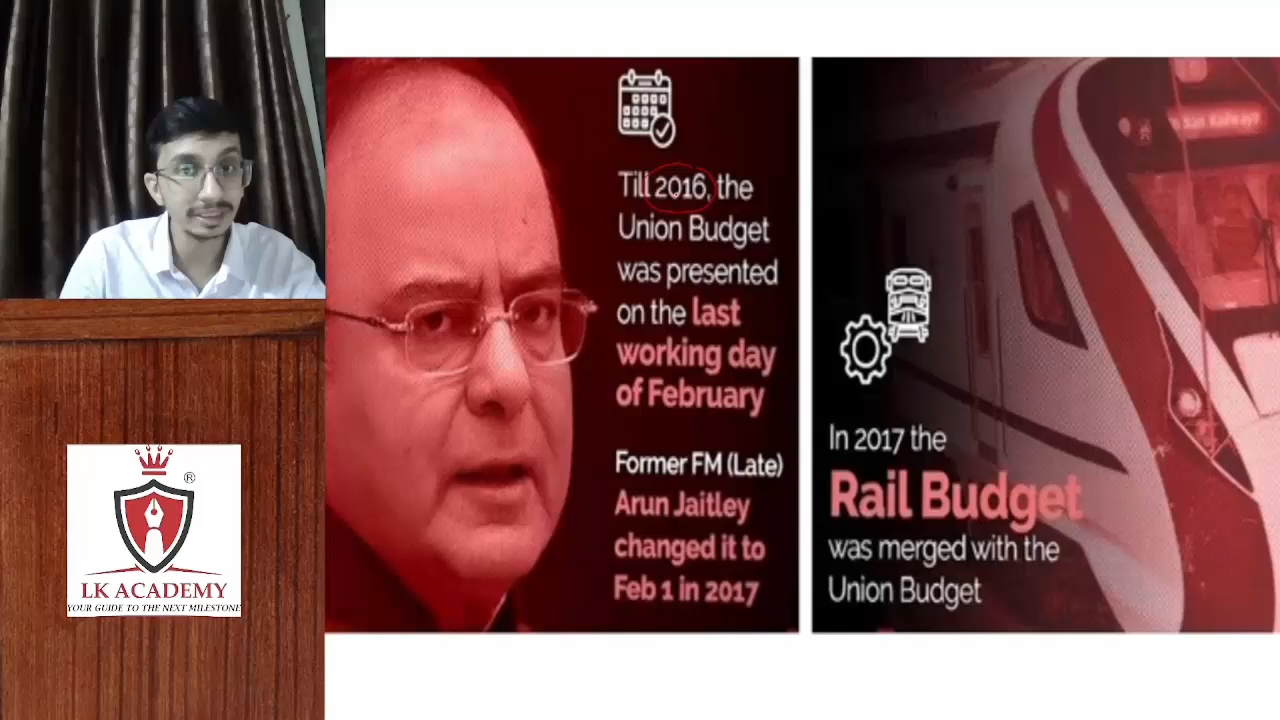 Till 2016, the
Union Budget
was presented
on the last
working day
of February
Former FM (Late)
Arun Jaitley
changed it to
Feb 1 in 2017
In 2017 the
Rail Budget
was merged with the
Union Budget
®
LK ACADEMY
YOUR GUIDE TO THE NEXT MILESTONE